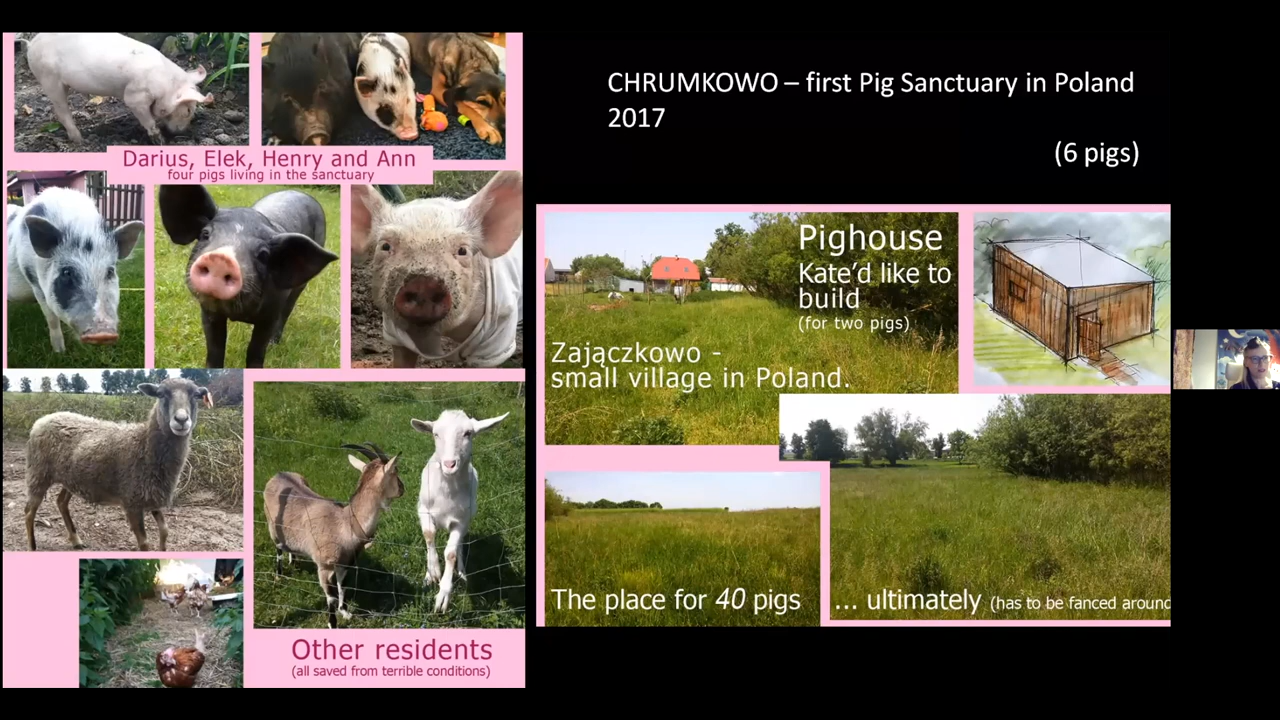 CHRUMKOWO – first Pig Sanctuary in Poland
2017
(6 pigs)
Darius, Elek, Henry and Ann
four pigs living in the sanctuary
Other residents
(all saved from terrible conditions)
Pighouse
Kate'd like to
build
(for two pigs)
Zajączkowo -
small village in Poland.
The place for 40 pigs
... ultimately (has to be fanced around